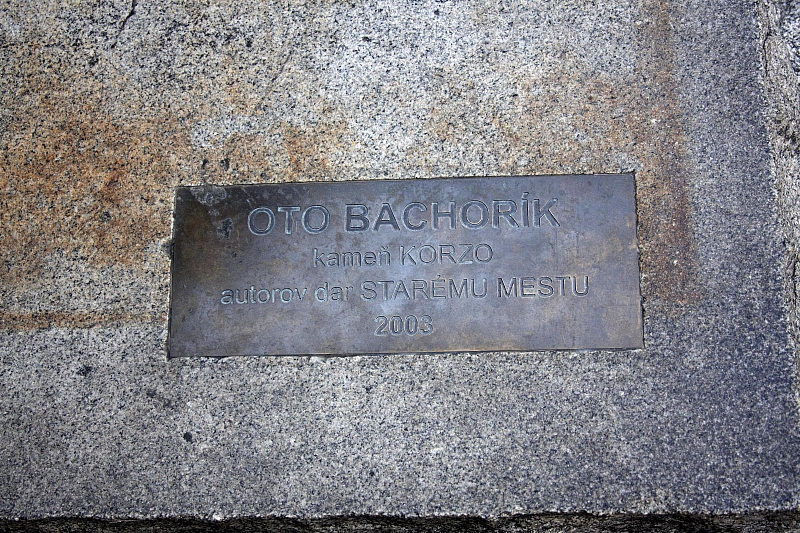 OTO BACHORÍK
kameň KORZO
autorov dar STARÉMU MESTU
2003